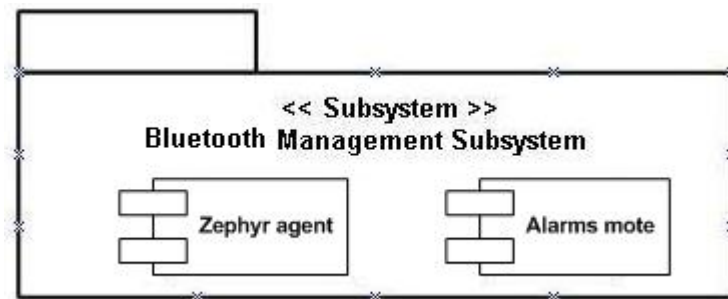 << Subsystem >>
Bluetooth Management Subsystem
Zephyr agent
Alarms mote